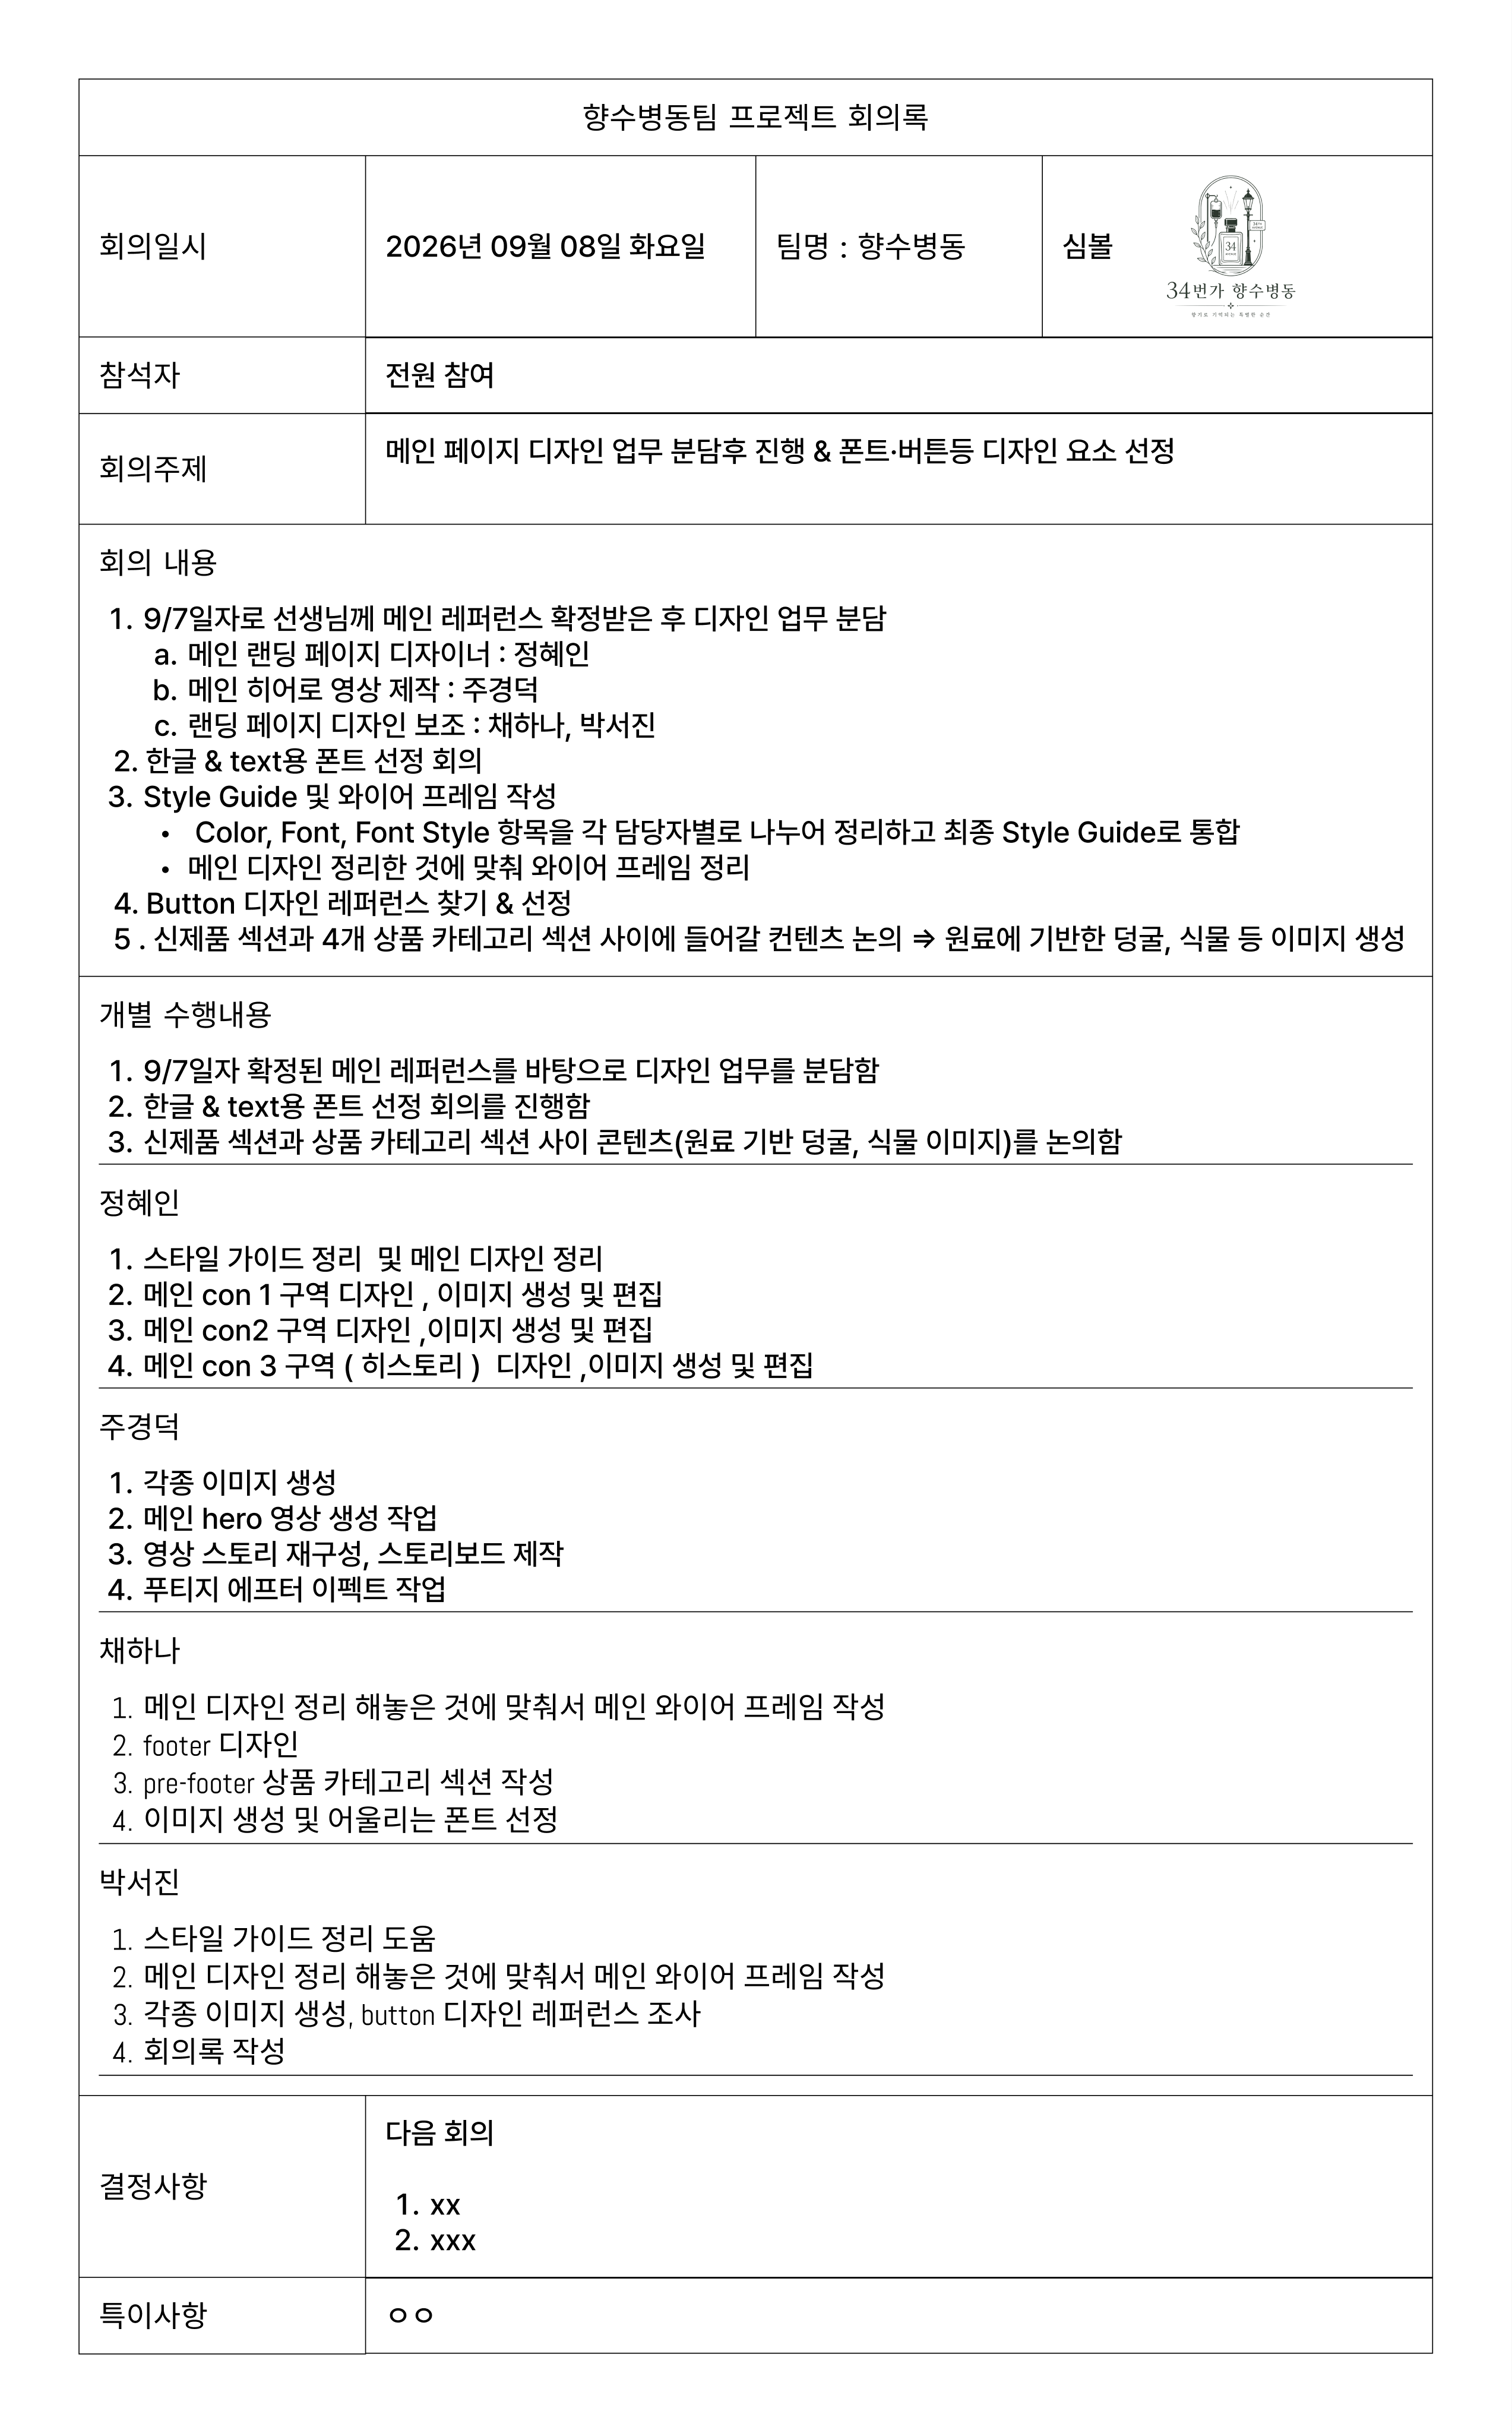 향수병동팀 프로젝트 회의록
회의일시
2026년 09월 08일 화요일
팀명 : 향수병동
심볼
34
34번가 향수병동
향기로 기억되는 특별한 순간
참석자
전원 참여
회의주제
메인 페이지 디자인 업무 분담후 진행 & 폰트·버튼등 디자인 요소 선정
회의 내용
1. 9/7일자로 선생님께 메인 레퍼런스 확정받은 후 디자인 업무 분담
a. 메인 랜딩 페이지 디자이너 : 정혜인
b. 메인 히어로 영상 제작 : 주경덕
c. 랜딩 페이지 디자인 보조 : 채하나, 박서진
2. 한글 & text용 폰트 선정 회의
3. Style Guide 및 와이어 프레임 작성
• Color, Font, Font Style 항목을 각 담당자별로 나누어 정리하고 최종 Style Guide로 통합
• 메인 디자인 정리한 것에 맞춰 와이어 프레임 정리
4. Button 디자인 레퍼런스 찾기 & 선정
5 . 신제품 섹션과 4개 상품 카테고리 섹션 사이에 들어갈 컨텐츠 논의 ⇒ 원료에 기반한 덩굴, 식물 등 이미지 생성
개별 수행내용
1. 9/7일자 확정된 메인 레퍼런스를 바탕으로 디자인 업무를 분담함
2. 한글 & text용 폰트 선정 회의를 진행함
3. 신제품 섹션과 상품 카테고리 섹션 사이 콘텐츠(원료 기반 덩굴, 식물 이미지)를 논의함
정혜인
1. 스타일 가이드 정리  및 메인 디자인 정리
2. 메인 con 1 구역 디자인 , 이미지 생성 및 편집
3. 메인 con2 구역 디자인 ,이미지 생성 및 편집
4. 메인 con 3 구역 ( 히스토리 )  디자인 ,이미지 생성 및 편집
주경덕
1. 각종 이미지 생성
2. 메인 hero 영상 생성 작업
3. 영상 스토리 재구성, 스토리보드 제작
4. 푸티지 에프터 이펙트 작업
채하나
1. 메인 디자인 정리 해놓은 것에 맞춰서 메인 와이어 프레임 작성
2. footer 디자인
3. pre-footer 상품 카테고리 섹션 작성
4. 이미지 생성 및 어울리는 폰트 선정
박서진
1. 스타일 가이드 정리 도움
2. 메인 디자인 정리 해놓은 것에 맞춰서 메인 와이어 프레임 작성
3. 각종 이미지 생성, button 디자인 레퍼런스 조사
4. 회의록 작성
결정사항
다음 회의
1. xx
2. xxx
특이사항
ㅇㅇ